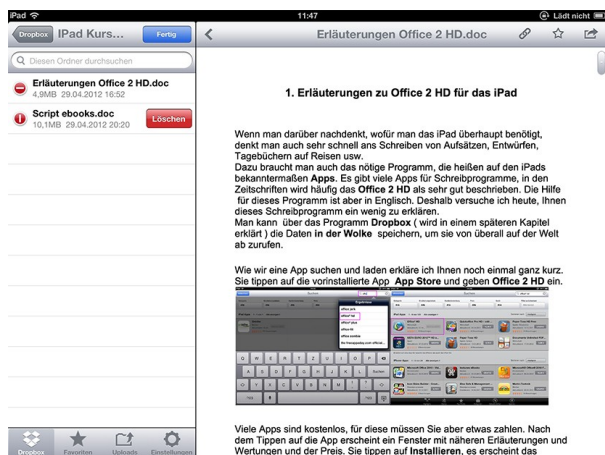 iPad
11:47
Lädt nicht
Dropbox
IPad Kurs...
Fertig
Erläuterungen Office 2 HD.doc
Diesen Ordner durchsuchen
Erläuterungen Office 2 HD.doc
4,9MB 29.04.2012 16:52
Script ebooks.doc
10,1MB 29.04.2012 20:20
Löschen
1. Erläuterungen zu Office 2 HD für das iPad
Wenn man darüber nachdenkt, wofür man das iPad überhaupt benötigt,
denkt man auch sehr schnell ans Schreiben von Aufsätzen, Entwürfen,
Tagebüchern auf Reisen usw.
Dazu braucht man auch das nötige Programm, die heißen auf den iPads
bekanntermaßen Apps. Es gibt viele Apps für Schreibprogramme, in den
Zeitschriften wird häufig das Office 2 HD als sehr gut beschrieben. Die Hilfe
für dieses Programm ist aber in Englisch. Deshalb versuche ich heute, Ihnen
dieses Schreibprogramm ein wenig zu erklären.
Man kann über das Programm Dropbox ( wird in einem späteren Kapitel
erklärt ) die Daten in der Wolke speichern, um sie von überall auf der Welt
ab zurufen.
Wie wir eine App suchen und laden erkläre ich Ihnen noch einmal ganz kurz.
Sie tippen auf die vorinstallierte App App Store und geben Office 2 HD ein.
Viele Apps sind kostenlos, für diese müssen Sie aber etwas zahlen. Nach
dem Tippen auf die App erscheint ein Fenster mit näheren Erläuterungen und
Wertungen und der Preis. Sie tippen auf Installieren, es erscheint das
Dropbox
Favoriten
Uploads
Einstellungen